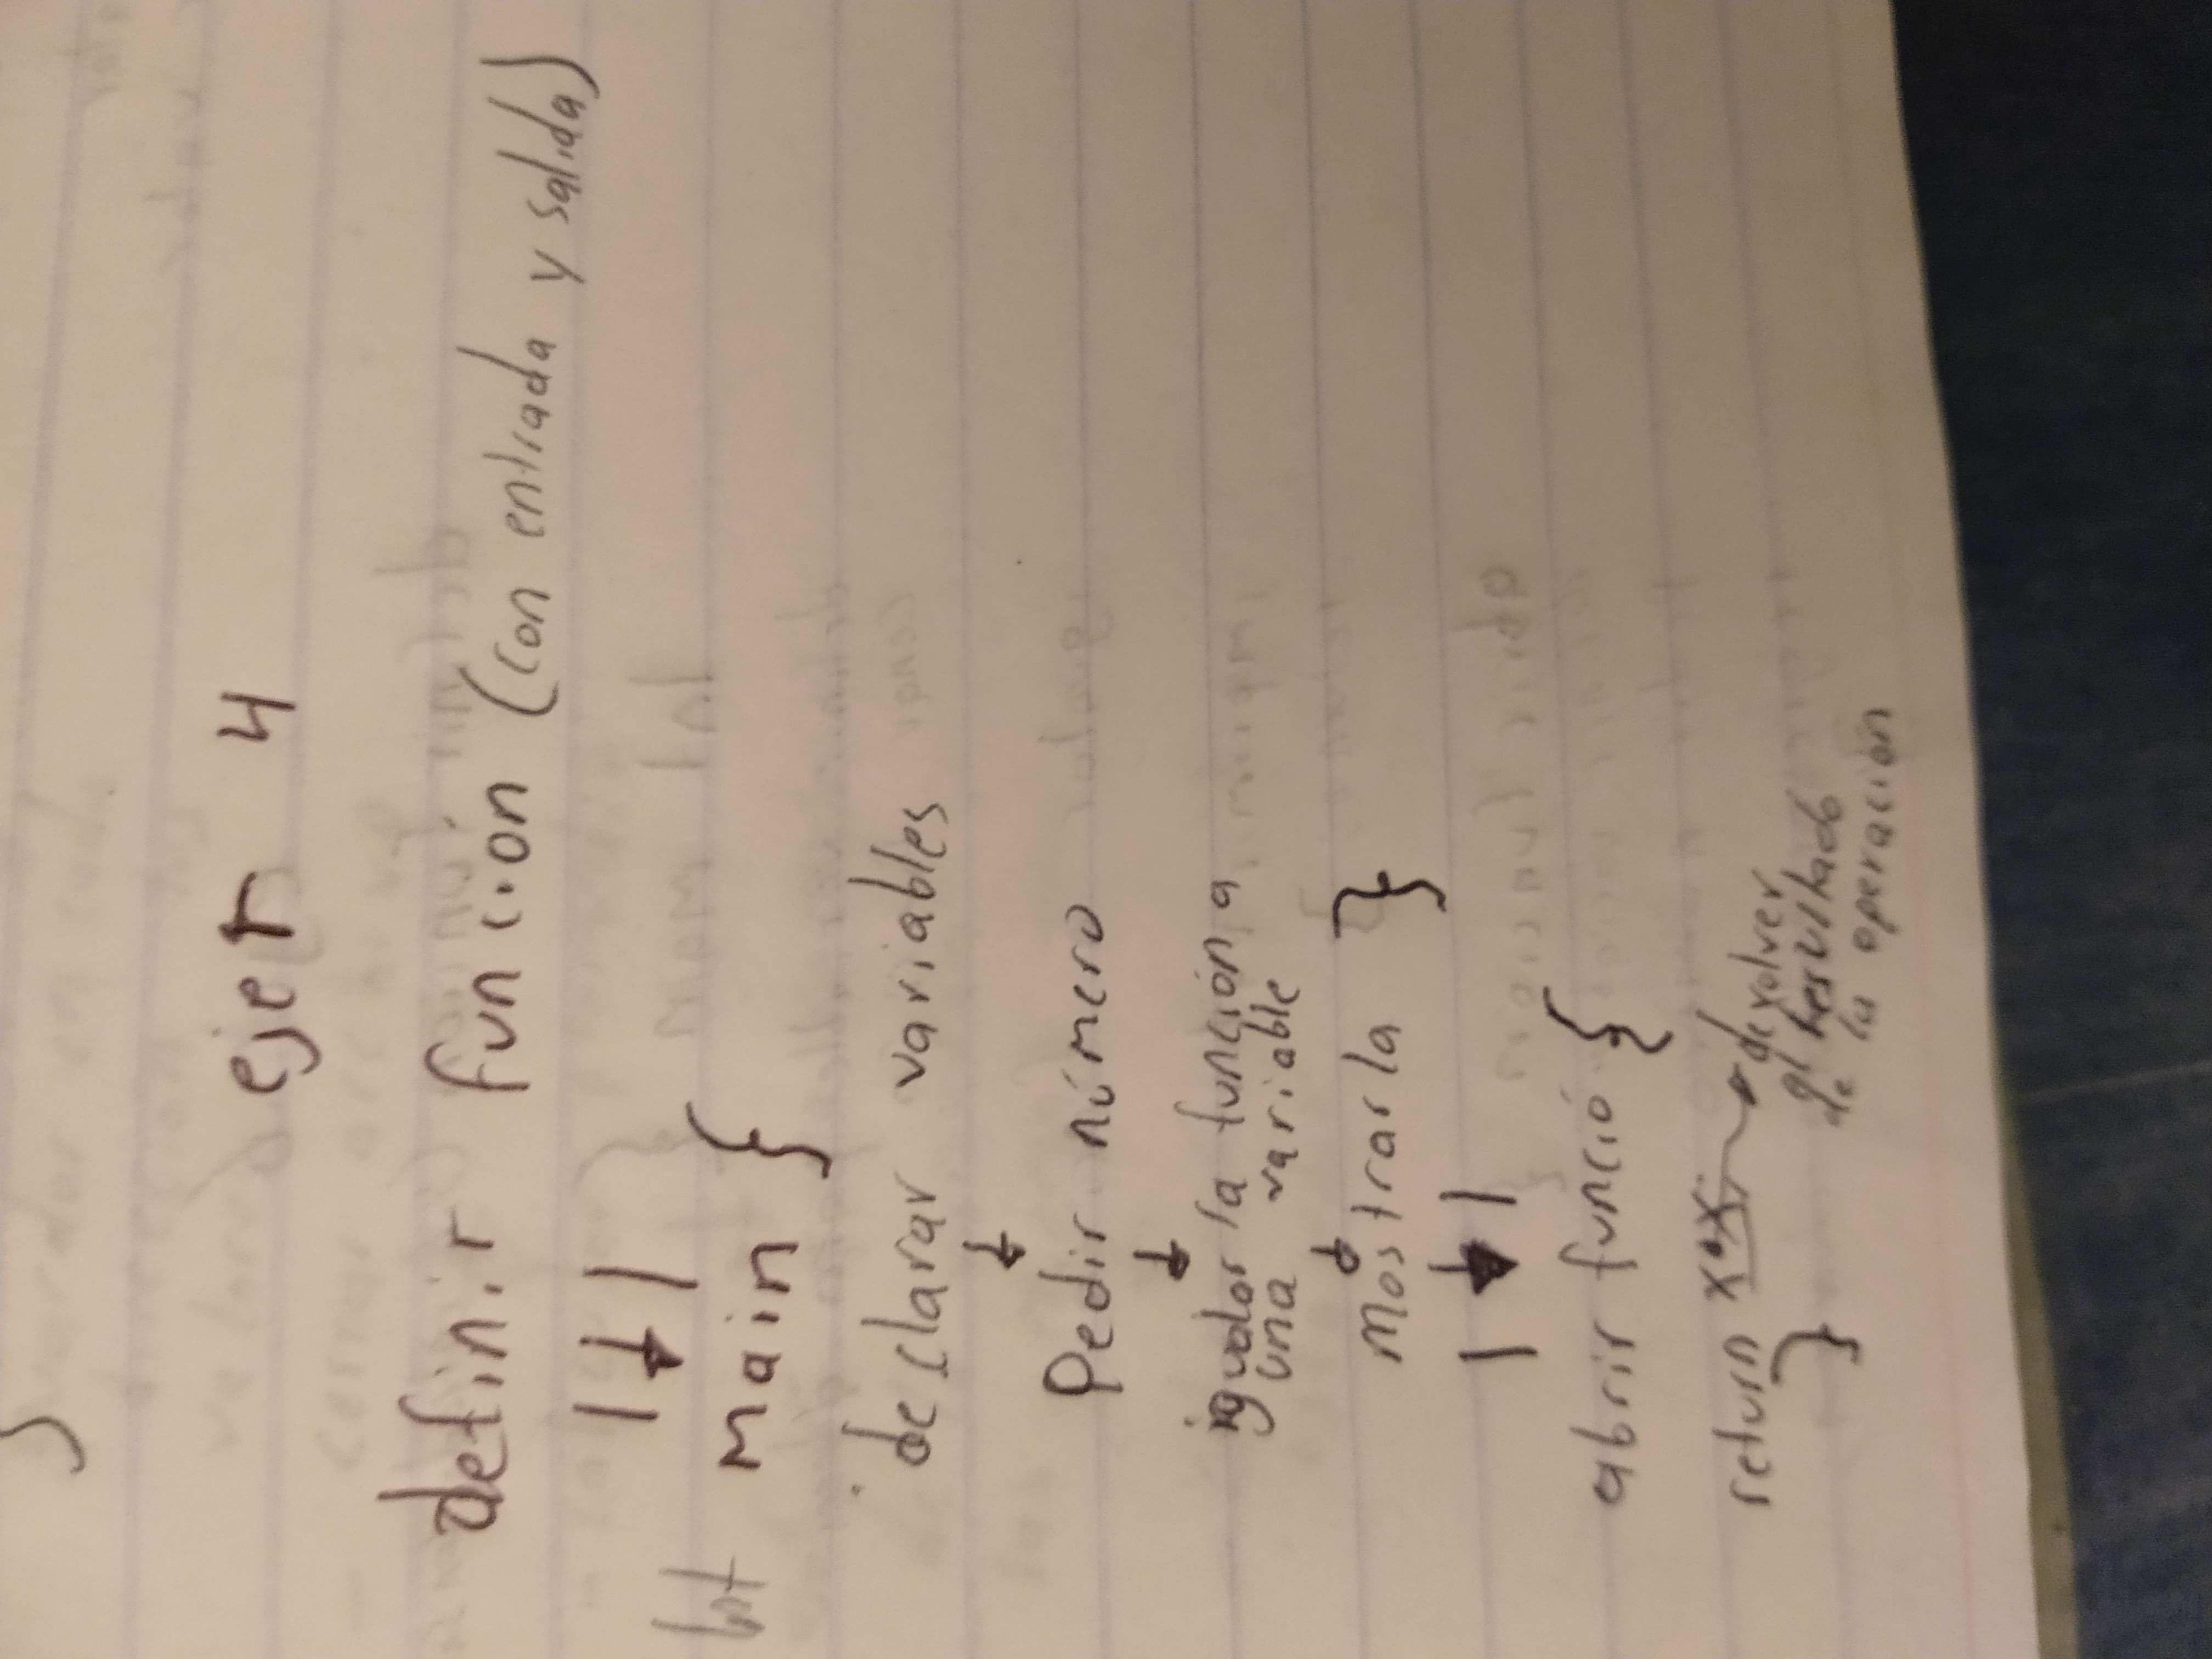 }
ejer 4
definir función (con entrada y salida)
Int main {
declarar variables
Pedir número
igualar la función a
una variable
mostrarla }
abrir funció {
return x•x; devolver
el resultado
de la operación
}